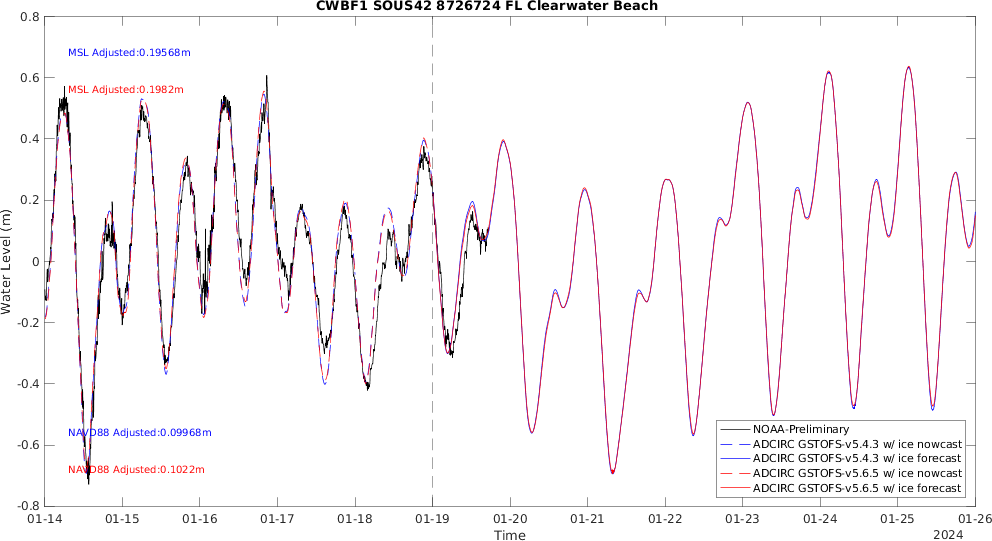 CWBF1 SOUS42 8726724 FL Clearwater Beach
0.8
0.6
0.4
0.2
0
-0.2
-0.4
-0.6
-0.8
Water Level (m)
MSL Adjusted:0.19568m
MSL Adjusted:0.1982m
NAVD88 Adjusted:0.09968m
NAVD88 Adjusted:0.1022m
NOAA-Preliminary
ADCIRC GSTOFS-v5.4.3 w/ ice nowcast
ADCIRC GSTOFS-v5.4.3 w/ ice forecast
ADCIRC GSTOFS-v5.6.5 w/ ice nowcast
ADCIRC GSTOFS-v5.6.5 w/ ice forecast
01-14 01-15 01-16 01-17 01-18 01-19 01-20 01-21 01-22 01-23 01-24 01-25 01-26
Time
2024